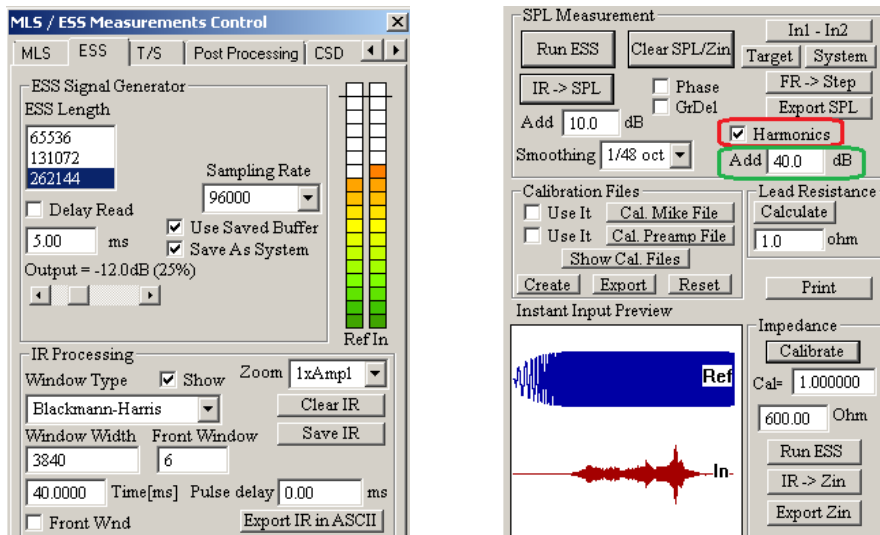 MLS / ESS Measurements Control
MLS ESS T/S Post Processing CSD
ESS Signal Generator
ESS Length
65536
131072
262144
Sampling Rate
96000
Delay Read
5.00 ms
Use Saved Buffer
Save As System
Output = -12.0dB (25%)
Ref In
IR Processing
Window Type Show Zoom 1xAmpl
Blackmann-Harris Clear IR
Window Width Front Window Save IR
3840 6
40.0000 Time[ms] Pulse delay 0.00 ms
Front Wnd Export IR in ASCII
SPL Measurement
Run ESS Clear SPL/Zin In1 - In2
Target System
IR -> SPL Phase FR -> Step
GrDel Export SPL
Add 10.0 dB Harmonics
Smoothing 1/48 oct Add 40.0 dB
Calibration Files
Use It Cal. Mike File
Use It Cal. Preamp File
Show Cal. Files
Create Export Reset
Lead Resistance
Calculate
1.0 ohm
Print
Instant Input Preview
Ref
In
Impedance
Calibrate
Cal= 1.000000
600.00 Ohm
Run ESS
IR -> Zin
Export Zin